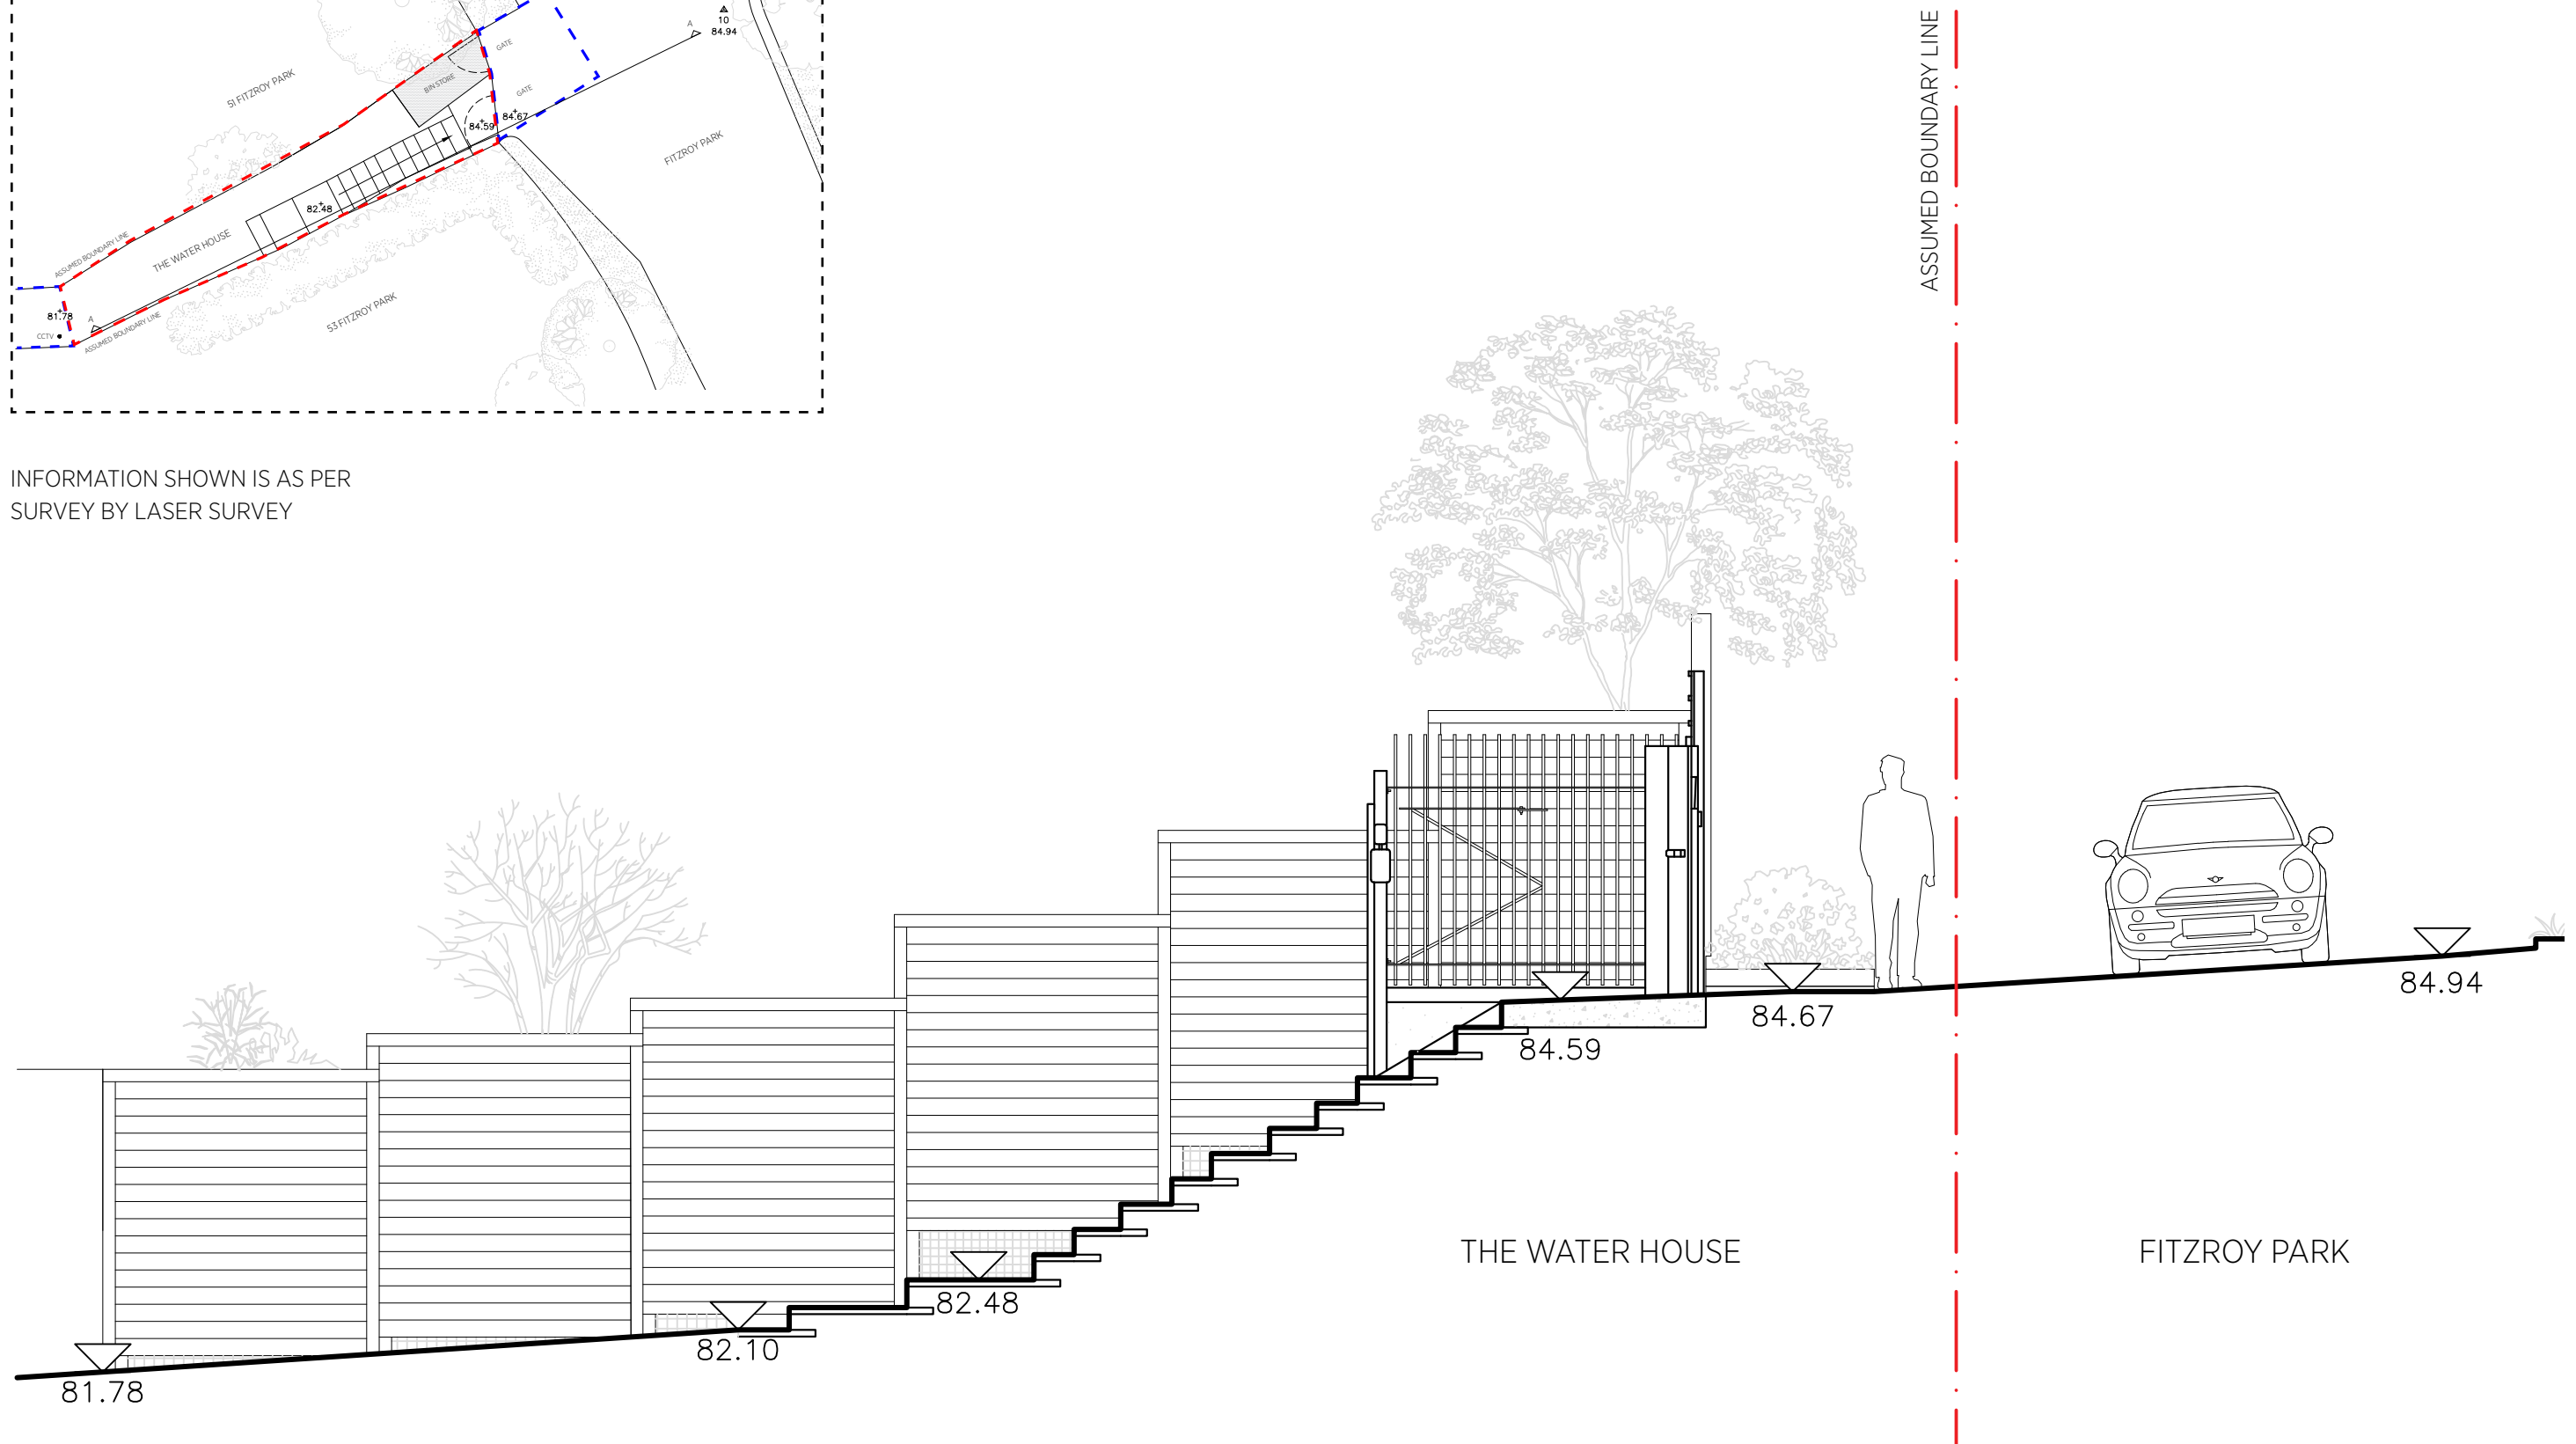 A
10
84.94
GATE
51 FITZROY PARK
BIN STORE
GATE
84.67
84.59
FITZROY PARK
82.48
ASSUMED BOUNDARY LINE
THE WATER HOUSE
53 FITZROY PARK
81.78
A
CCTV
ASSUMED BOUNDARY LINE
INFORMATION SHOWN IS AS PER
SURVEY BY LASER SURVEY
ASSUMED BOUNDARY LINE
84.94
84.67
84.59
THE WATER HOUSE
FITZROY PARK
82.48
82.10
81.78